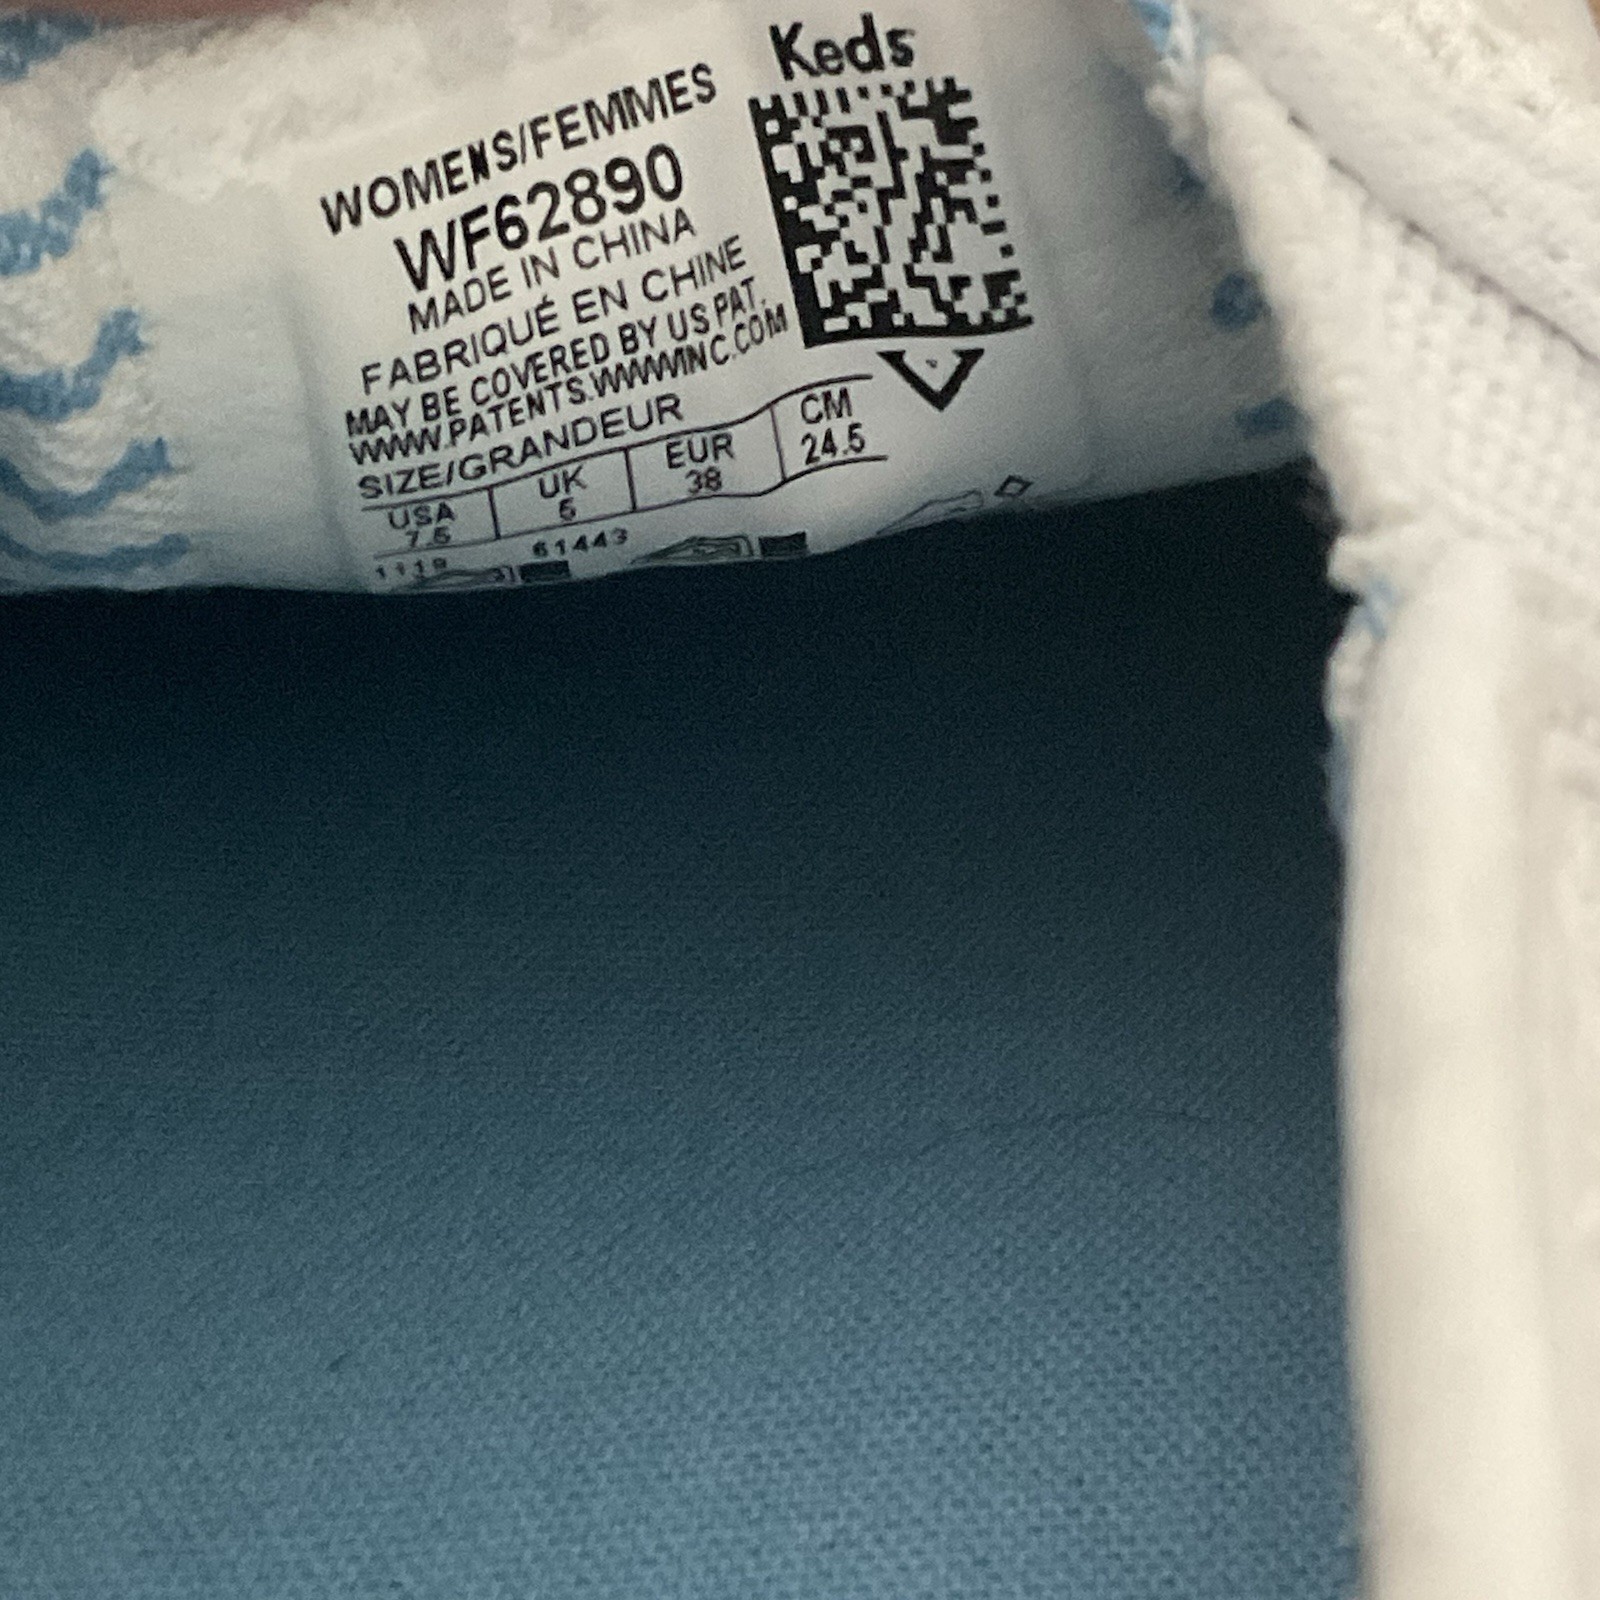 Keds
WOMENS/FEMMES
WF62890
MADE IN CHINA
FABRIQUÉ EN CHINE
MAY BE COVERED BY US PAT.
WWW.PATENTS.WWWINC.COM
SIZE/GRANDEUR
USA UK EUR CM
7.5 5 38 24.5
1119 61443